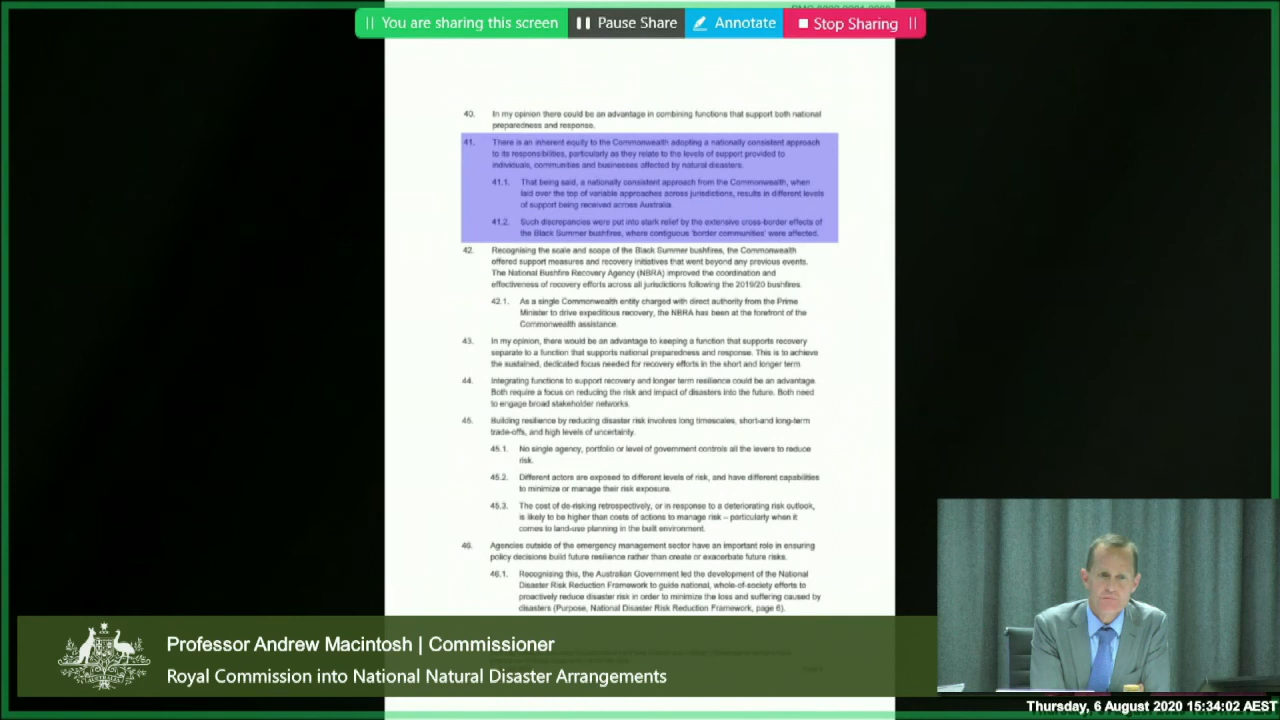 You are sharing this screen
Pause Share
Annotate
Stop Sharing
40. In my opinion there could be an advantage in combining functions that support both national
preparedness and response.
41. There is an inherent equity to the Commonwealth adopting a nationally consistent approach
to its responsibilities, particularly as they relate to the levels of support provided to
individuals, communities and businesses affected by natural disasters.
41.1. That being said, a nationally consistent approach from the Commonwealth, when
laid over the top of variable approaches across jurisdictions, results in different levels
of support being received across Australia.
41.2. Such discrepancies were put into stark relief by the extensive cross-border effects of
the Black Summer bushfires, where contiguous 'border communities' were affected.
42. Recognising the scale and scope of the Black Summer bushfires, the Commonwealth
offered support measures and recovery initiatives that went beyond any previous events.
The National Bushfire Recovery Agency (NBRA) improved the coordination and
effectiveness of recovery efforts across all jurisdictions following the 2019/20 bushfires.
42.1. As a single Commonwealth entity charged with direct authority from the Prime
Minister to drive expeditious recovery, the NBRA has been at the forefront of the
Commonwealth assistance.
43. In my opinion, there would be an advantage to keeping a function that supports recovery
separate to a function that supports national preparedness and response. This is to achieve
the sustained, dedicated focus needed for recovery efforts in the short and longer term
44. Integrating functions to support recovery and longer term resilience could be an advantage.
Both require a focus on reducing the risk and impact of disasters into the future. Both need
to engage broad stakeholder networks.
45. Building resilience by reducing disaster risk involves long timescales, short-and long-term
trade-offs, and high levels of uncertainty.
45.1. No single agency, portfolio or level of government controls all the levers to reduce
risk.
45.2. Different actors are exposed to different levels of risk, and have different capabilities
to minimize or manage their risk exposure.
45.3. The cost of de-risking retrospectively, or in response to a deteriorating risk outlook,
is likely to be higher than costs of actions to manage risk – particularly when it
comes to land-use planning in the built environment.
46. Agencies outside of the emergency management sector have an important role in ensuring
policy decisions build future resilience rather than create or exacerbate future risks.
46.1. Recognising this, the Australian Government led the development of the National
Disaster Risk Reduction Framework to guide national, whole-of-society efforts to
proactively reduce disaster risk in order to minimize the loss and suffering caused by
disasters (Purpose, National Disaster Risk Reduction Framework, page 6).
Professor Andrew Macintosh | Commissioner
Royal Commission into National Natural Disaster Arrangements
Thursday, 6 August 2020 15:34:02 AEST